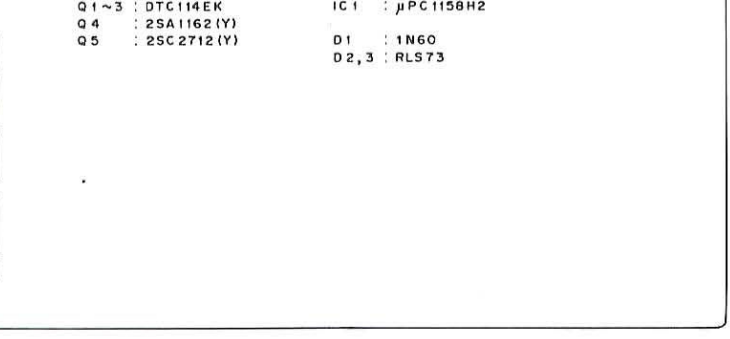 Q1~3 : DTC114EK
Q4 : 2SA1162(Y)
Q5 : 2SC2712(Y)
IC1 : μPC1158H2
D1 : 1N60
D2,3 : RLS73